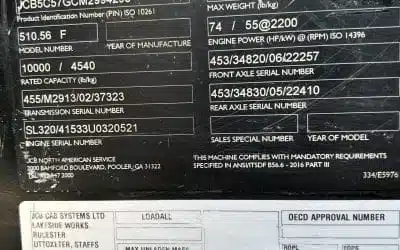 MAX WEIGHT (lb/kg)
Product Identification Number (PIN) ISO 10261
74 / 55@2200
510.56 F
ENGINE POWER (HP/kW) @ (RPM) ISO 14396
MODEL NUMBER YEAR OF MANUFACTURE
453/34820/06/22257
10000 / 4540
FRONT AXLE SERIAL NUMBER
RATED CAPACITY (lb/kg)
453/34830/05/22410
455/M2913/02/37323
REAR AXLE SERIAL NUMBER
TRANSMISSION SERIAL NUMBER
SL320/41533U0320521
SALES SPECIAL NUMBER YEAR OF MODEL
ENGINE SERIAL NUMBER
JCB NORTH AMERICAN SERVICE
2000 BAMFORD BOULEVARD, POOLER, GA 31322
THIS MACHINE COMPLIES WITH MANDATORY REQUIREMENTS
SPECIFIED IN ANSI/ITSDF B56.6 - 2016 PART III
334/E5976
JCB CAB SYSTEMS LTD
LAKESIDE WORKS
ROCESTER
UTTOXETER, STAFFS
LOADALL
MAX UNLADEN MASS
OECD APPROVAL NUMBER